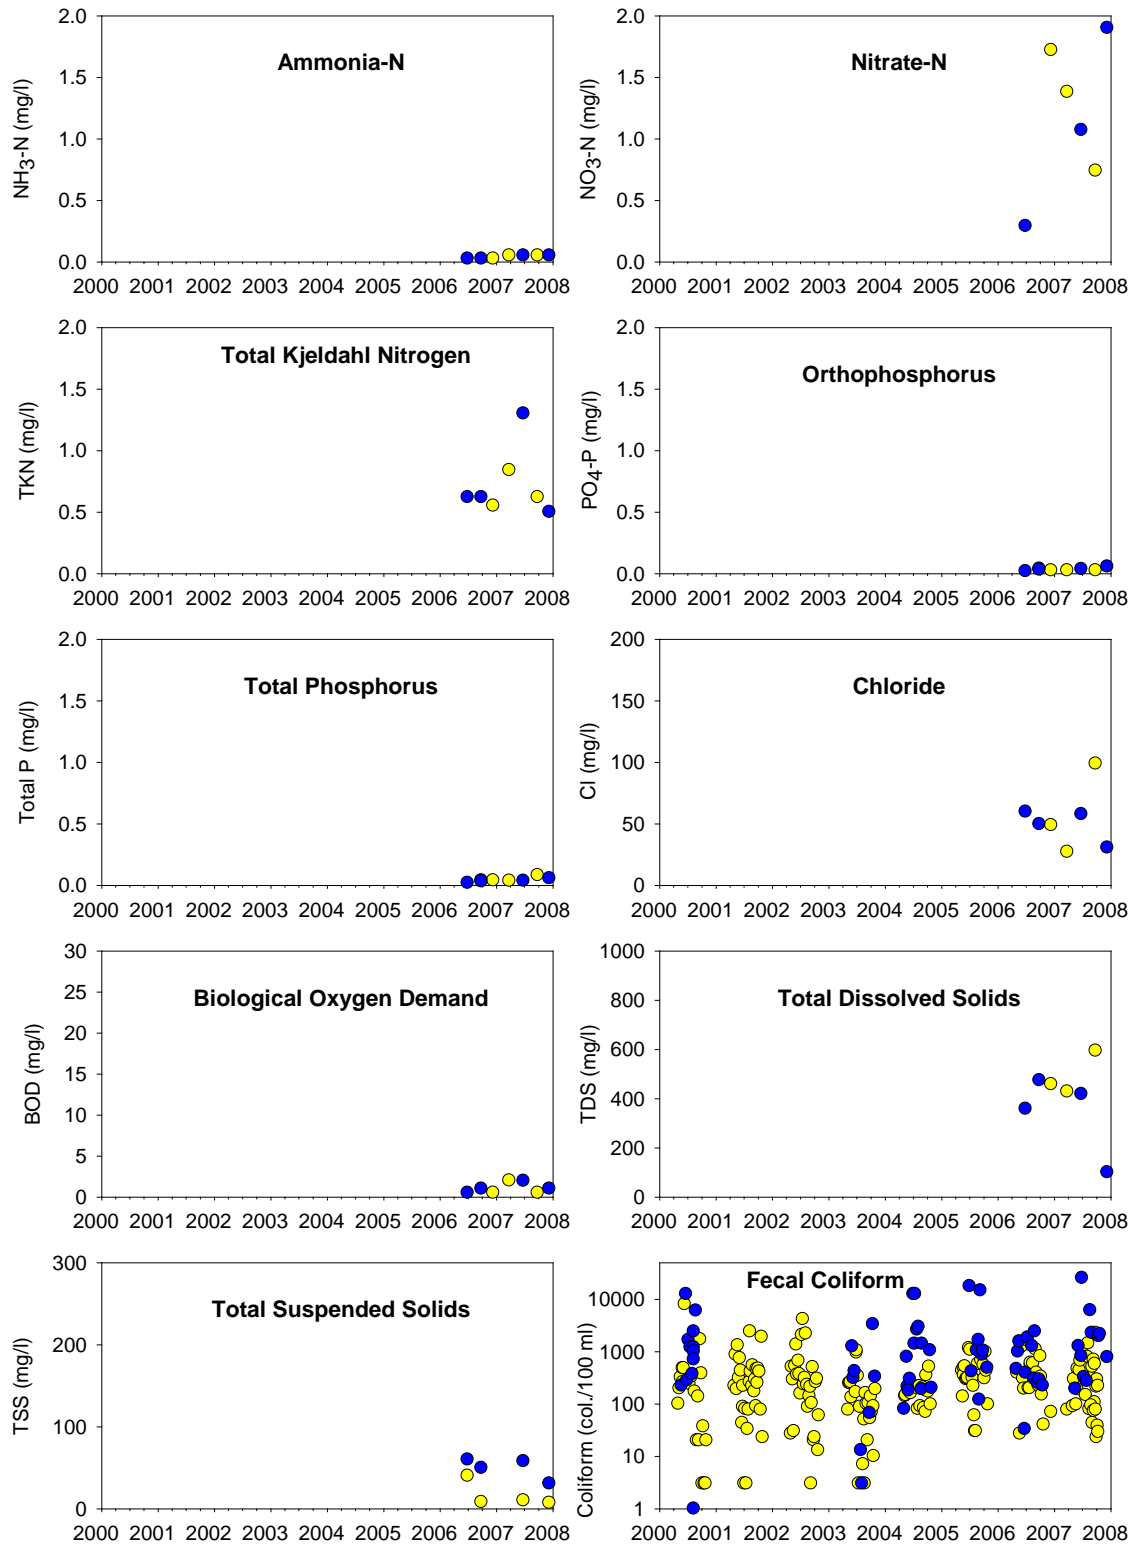 2.0
1.5
1.0
0.5
0.0
NH3-N (mg/l)
Ammonia-N
2000 2001 2002 2003 2004 2005 2006 2007 2008
2.0
1.5
1.0
0.5
0.0
NO3-N (mg/l)
Nitrate-N
2000 2001 2002 2003 2004 2005 2006 2007 2008
2.0
1.5
1.0
0.5
0.0
TKN (mg/l)
Total Kjeldahl Nitrogen
2000 2001 2002 2003 2004 2005 2006 2007 2008
2.0
1.5
1.0
0.5
0.0
PO4-P (mg/l)
Orthophosphorus
2000 2001 2002 2003 2004 2005 2006 2007 2008
2.0
1.5
1.0
0.5
0.0
Total P (mg/l)
Total Phosphorus
2000 2001 2002 2003 2004 2005 2006 2007 2008
200
150
100
50
0
Cl (mg/l)
Chloride
2000 2001 2002 2003 2004 2005 2006 2007 2008
30
25
20
15
10
5
0
BOD (mg/l)
Biological Oxygen Demand
2000 2001 2002 2003 2004 2005 2006 2007 2008
1000
800
600
400
200
0
TDS (mg/l)
Total Dissolved Solids
2000 2001 2002 2003 2004 2005 2006 2007 2008
300
200
100
0
TSS (mg/l)
Total Suspended Solids
2000 2001 2002 2003 2004 2005 2006 2007 2008
10000
1000
100
10
1
Coliform (col./100 ml)
Fecal Coliform
2000 2001 2002 2003 2004 2005 2006 2007 2008